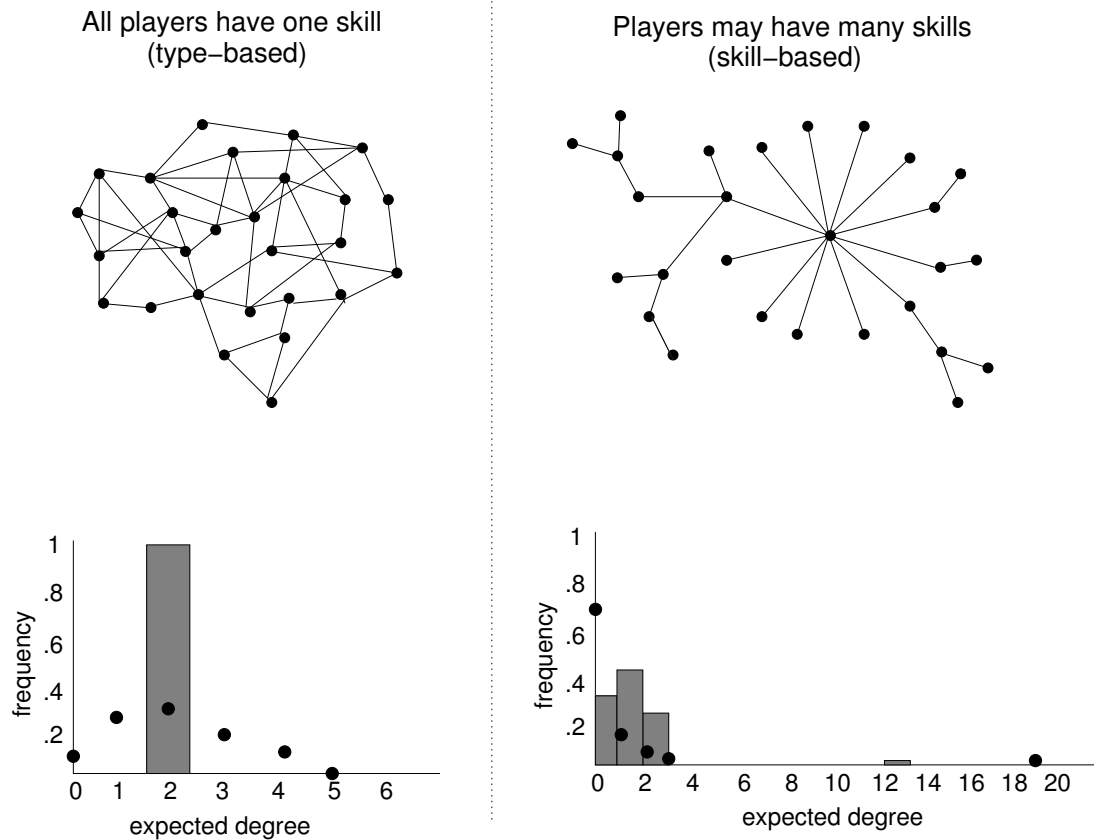 All players have one skill
(type−based)
Players may have many skills
(skill−based)
1
.8
.6
.4
.2
frequency
0 1 2 3 4 5 6
expected degree
1
.8
.6
.4
.2
frequency
0 2 4 6 8 10 12 14 16 18 20
expected degree